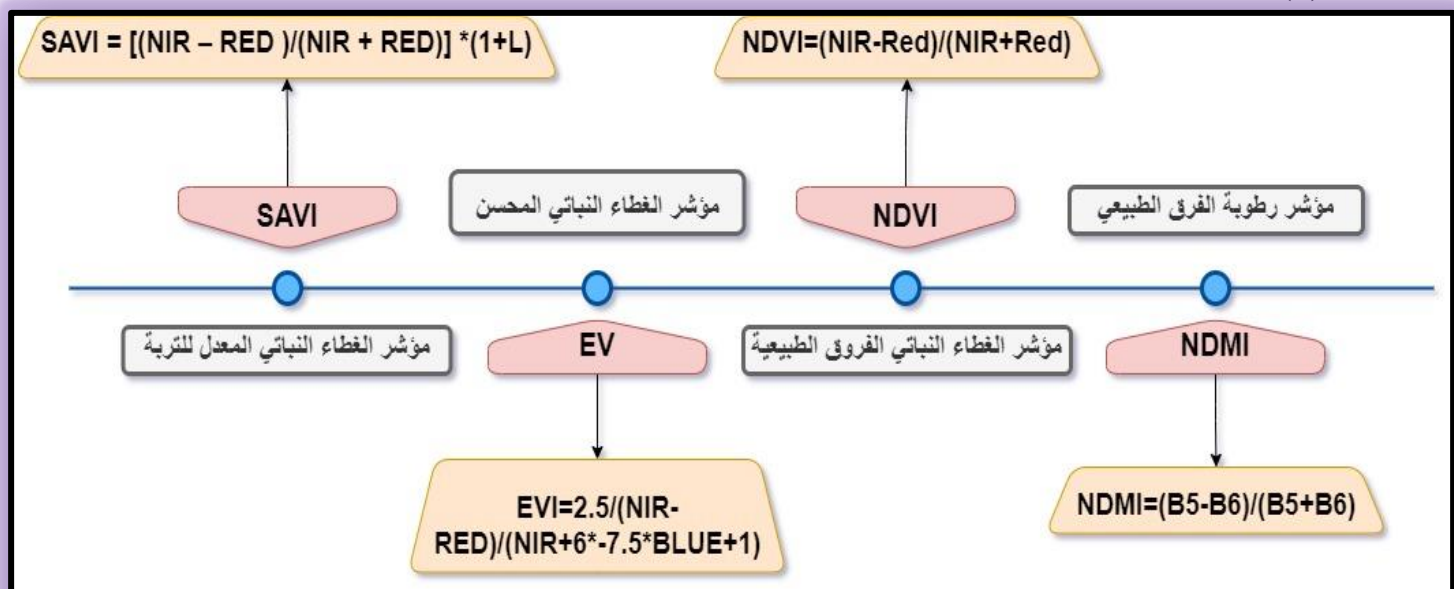 SAVI = [(NIR – RED )/(NIR + RED)] *(1+L)
NDVI=(NIR-Red)/(NIR+Red)
SAVI
مؤشر الغطاء النباتي المحسن
NDVI
مؤشر رطوبة الفرق الطبيعي
مؤشر الغطاء النباتي المعدل للتربة
EV
مؤشر الغطاء النباتي الفروق الطبيعية
NDMI
EVI=2.5/(NIR-
RED)/(NIR+6*-7.5*BLUE+1)
NDMI=(B5-B6)/(B5+B6)